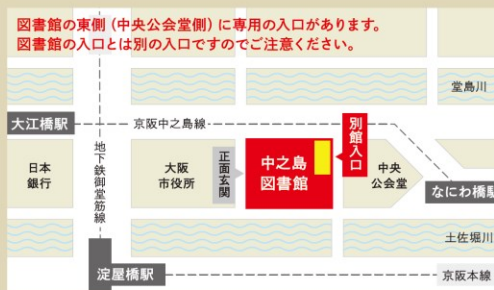 図書館の東側（中央公会堂側）に専用の入口があります。
図書館の入口とは別の入口ですのでご注意ください。
堂島川
大江橋駅
京阪中之島線
地下鉄御堂筋線
日本
銀行
大阪
市役所
正面玄関
中之島
図書館
別館入口
中央
公会堂
なにわ橋駅
土佐堀川
淀屋橋駅
京阪本線